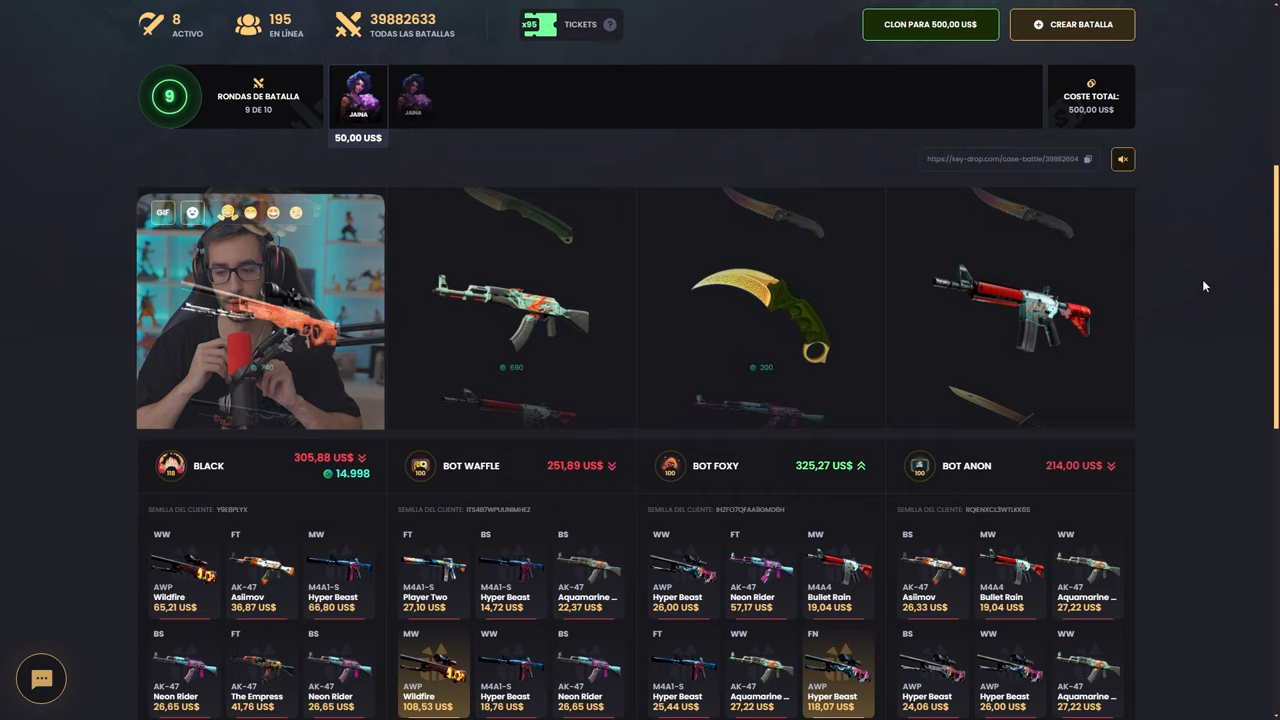 8
ACTIVO
195
EN LÍNEA
39882633
TODAS LAS BATALLAS
x95
TICKETS
?
CLON PARA 500,00 US$
CREAR BATALLA
9
RONDAS DE BATALLA
9 DE 10
JAINA
50,00 US$
JAINA
COSTE TOTAL:
500,00 US$
https://key-drop.com/case-battle/39882604
GIF
740
690
200
118
BLACK
305,88 US$
14.998
100
BOT WAFFLE
251,89 US$
100
BOT FOXY
325,27 US$
100
BOT ANON
214,00 US$
SEMILLA DEL CLIENTE: Y9EBPLYX
SEMILLA DEL CLIENTE: ITS487WPUUNIMHEZ
SEMILLA DEL CLIENTE: IHZFO7QFAA9GMD6H
SEMILLA DEL CLIENTE: RQIENXCL3WTLKK6S
WW
AWP
Wildfire
65,21 US$
FT
AK-47
Asiimov
36,87 US$
MW
M4A1-S
Hyper Beast
66,80 US$
FT
M4A1-S
Player Two
27,10 US$
BS
M4A1-S
Hyper Beast
14,72 US$
BS
AK-47
Aquamarine ...
22,37 US$
WW
AWP
Hyper Beast
26,00 US$
FT
AK-47
Neon Rider
57,17 US$
MW
M4A4
Bullet Rain
19,04 US$
BS
AK-47
Asiimov
26,33 US$
MW
M4A4
Bullet Rain
19,04 US$
WW
AK-47
Aquamarine ...
27,22 US$
BS
AK-47
Neon Rider
26,65 US$
FT
AK-47
The Empress
41,76 US$
BS
AK-47
Neon Rider
26,65 US$
MW
AWP
Wildfire
108,53 US$
WW
M4A1-S
Hyper Beast
18,76 US$
BS
AK-47
Neon Rider
26,65 US$
FT
M4A1-S
Hyper Beast
25,44 US$
WW
AK-47
Aquamarine ...
27,22 US$
FN
AWP
Hyper Beast
118,07 US$
BS
AWP
Hyper Beast
24,06 US$
WW
AWP
Hyper Beast
26,00 US$
WW
AK-47
Aquamarine ...
27,22 US$